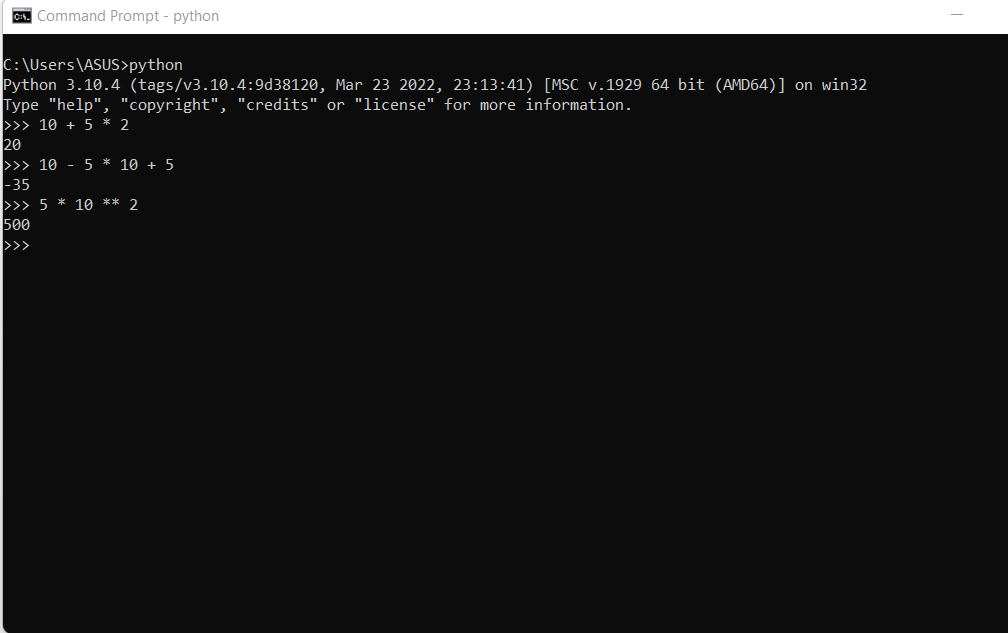 Command Prompt - python
C:\Users\ASUS>python
Python 3.10.4 (tags/v3.10.4:9d38120, Mar 23 2022, 23:13:41) [MSC v.1929 64 bit (AMD64)] on win32
Type "help", "copyright", "credits" or "license" for more information.
>>> 10 + 5 * 2
20
>>> 10 - 5 * 10 + 5
-35
>>> 5 * 10 ** 2
500
>>>